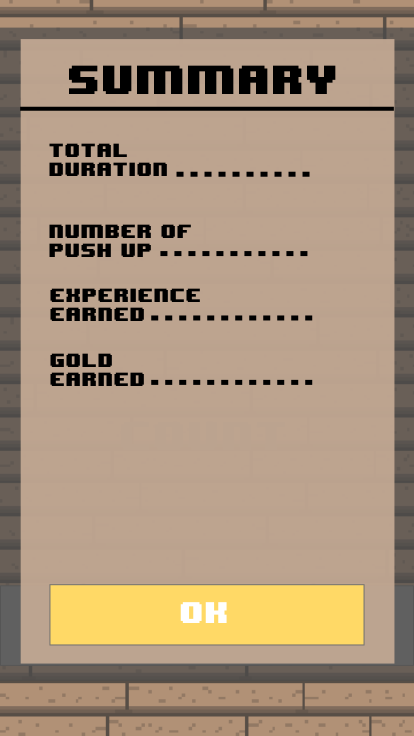 SUMMARY
TOTAL
DURATION ..........
NUMBER OF
PUSH UP ...........
EXPERIENCE
EARNED ............
GOLD
EARNED ............
OK